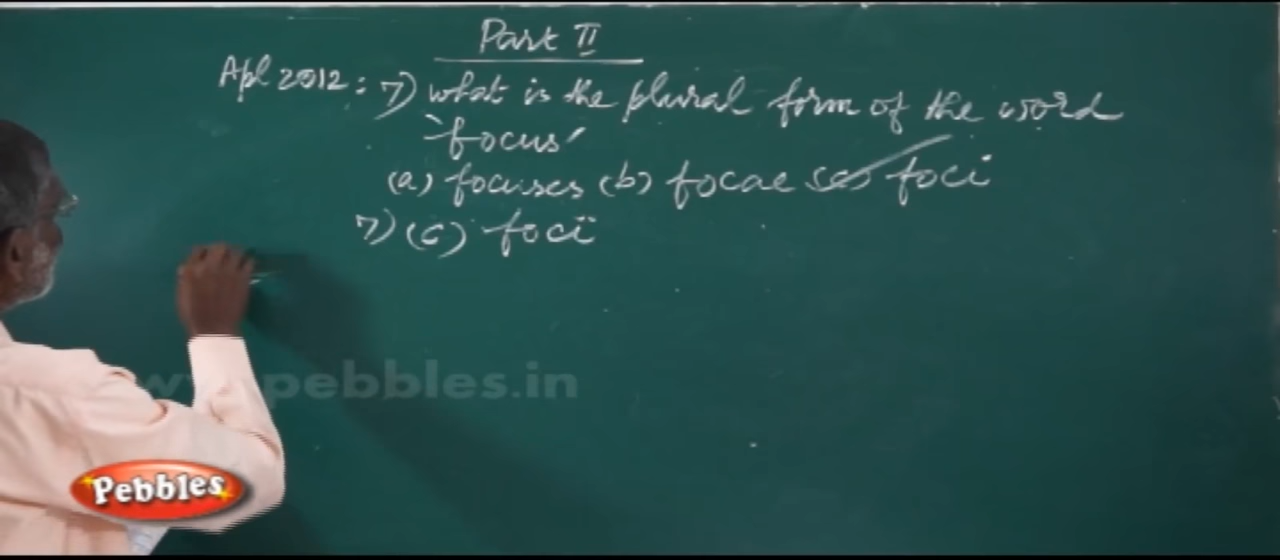 Part II
Apl 2012: 7) what is the plural form of the word
'focus'
(a) focuses (b) focae (c) foci
7) (c) foci
www.pebbles.in
Pebbles